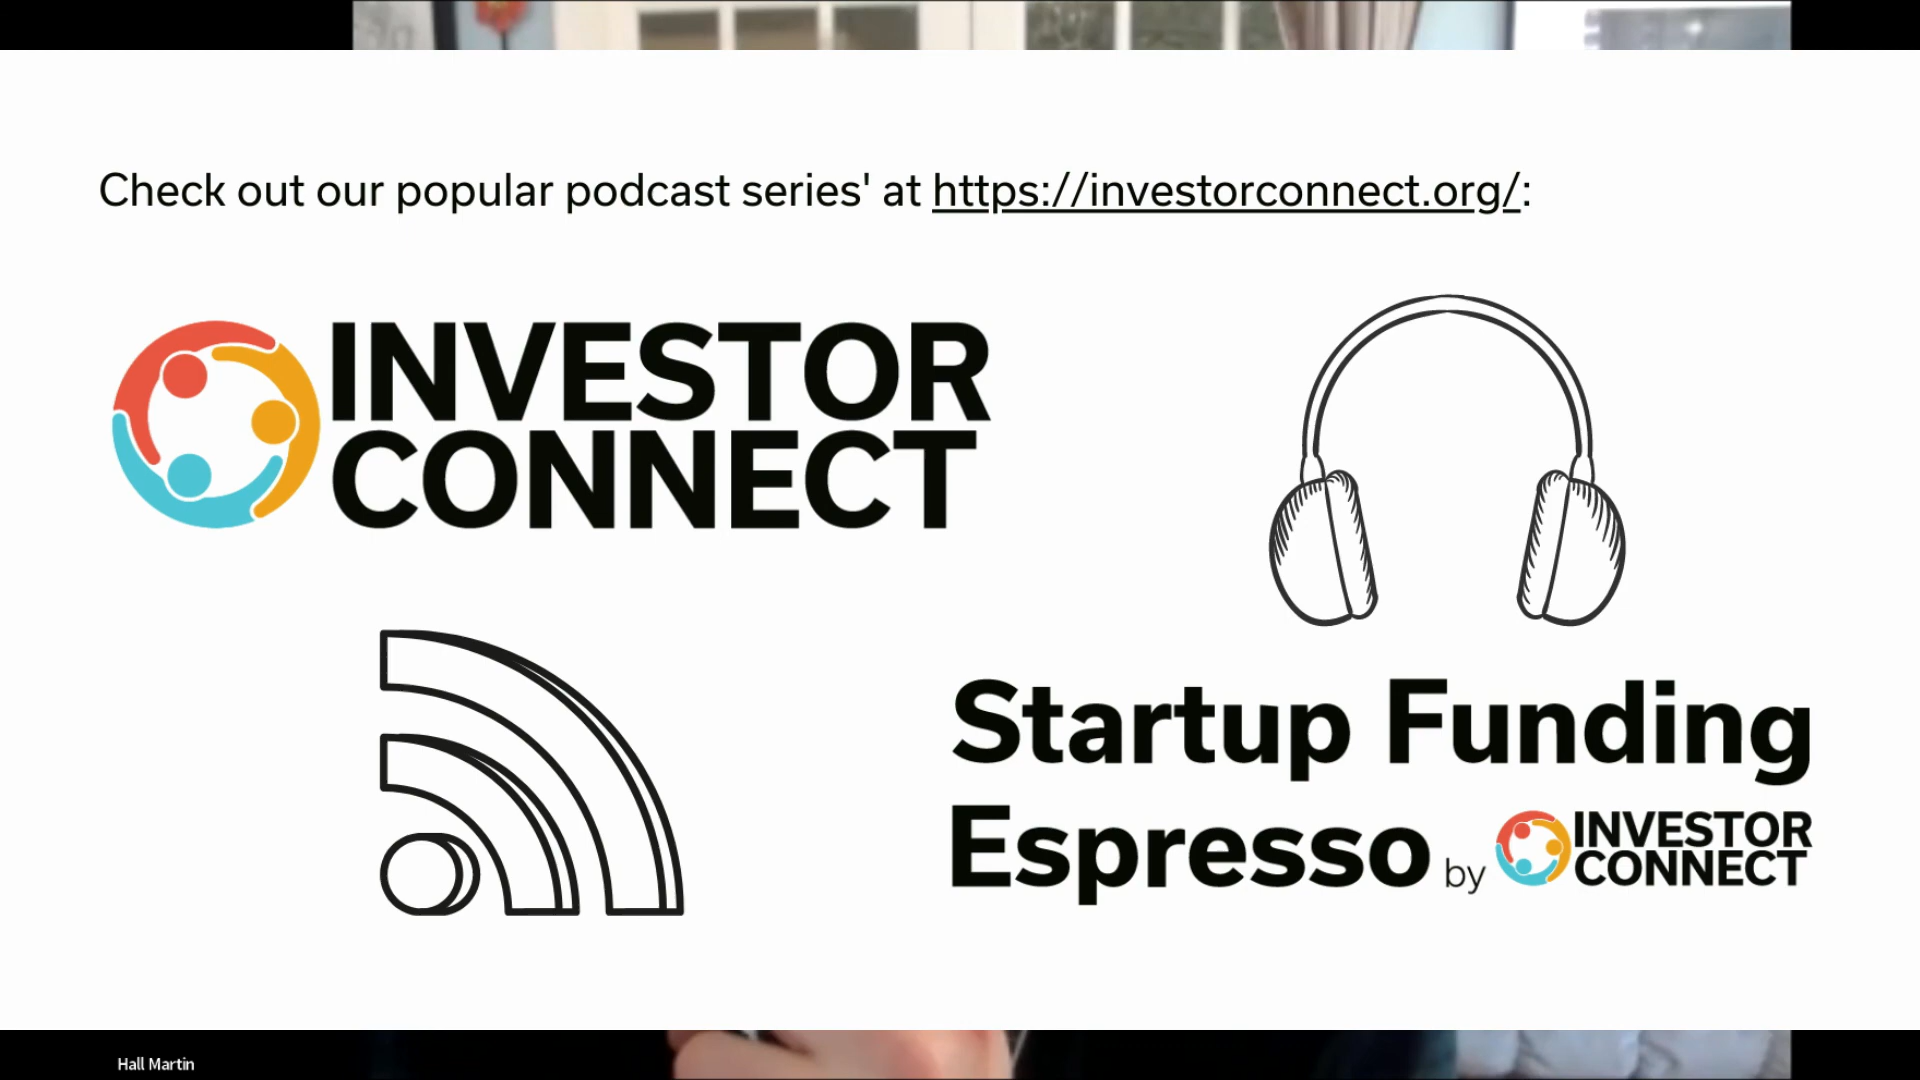 Check out our popular podcast series' at https://investorconnect.org/:
INVESTOR
CONNECT
Startup Funding
Espresso by INVESTOR
CONNECT
Hall Martin